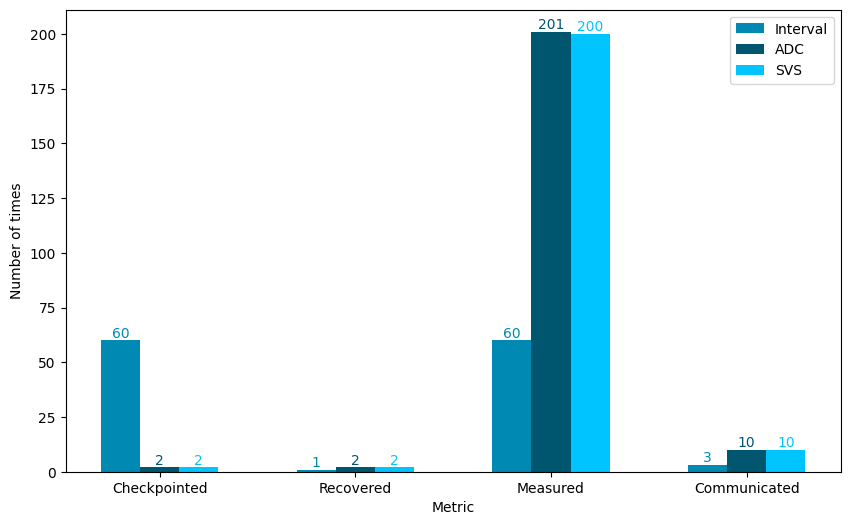 Interval
ADC
SVS
Number of times
200
175
150
125
100
75
50
25
0
60
2
2
1
2
2
60
201
200
3
10
10
Checkpointed
Recovered
Measured
Communicated
Metric